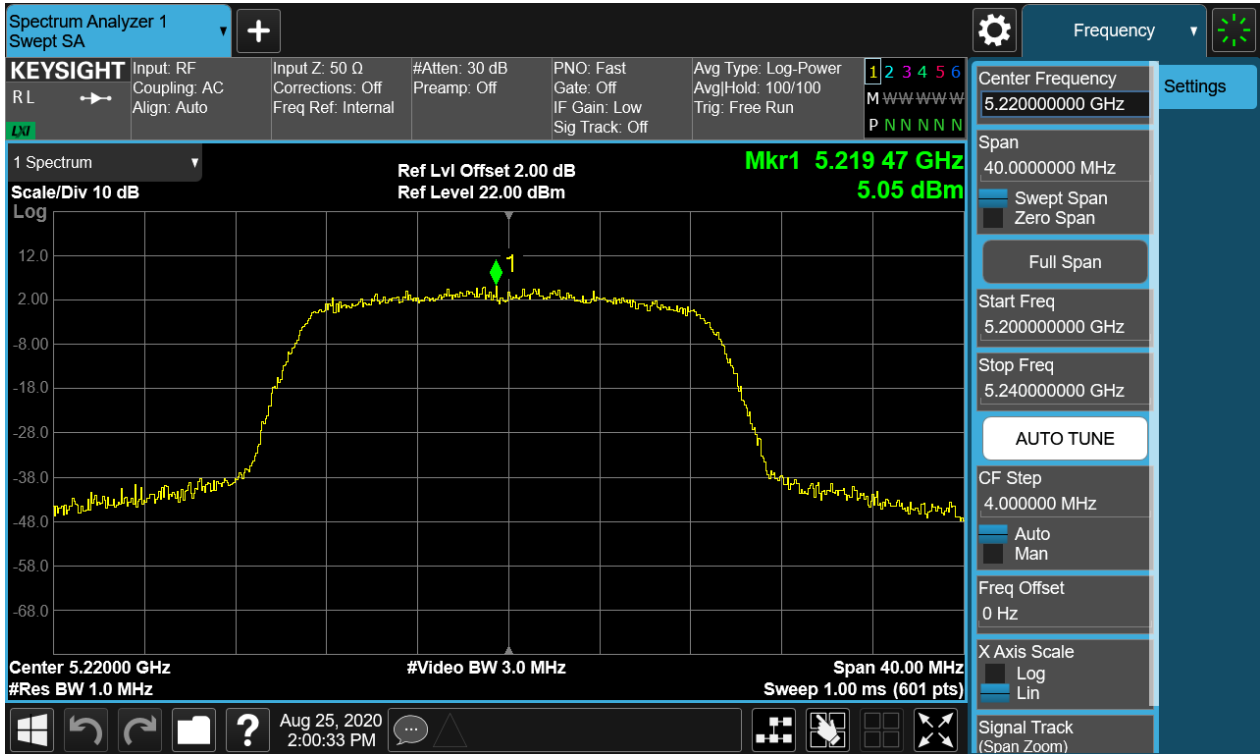 Spectrum Analyzer 1
Swept SA
Frequency
KEYSIGHT
R L
LXI
Input: RF
Coupling: AC
Align: Auto
Input Z: 50 Ω
Corrections: Off
Freq Ref: Internal
#Atten: 30 dB
Preamp: Off
PNO: Fast
Gate: Off
IF Gain: Low
Sig Track: Off
Avg Type: Log-Power
Avg|Hold: 100/100
Trig: Free Run
1 2 3 4 5 6
M W W W W W
P N N N N N
1 Spectrum
Scale/Div 10 dB
Log
Ref Lvl Offset 2.00 dB
Ref Level 22.00 dBm
Mkr1 5.219 47 GHz
5.05 dBm
1
12.0
2.00
-8.00
-18.0
-28.0
-38.0
-48.0
-58.0
-68.0
Center 5.22000 GHz
#Res BW 1.0 MHz
#Video BW 3.0 MHz
Span 40.00 MHz
Sweep 1.00 ms (601 pts)
Center Frequency
5.220000000 GHz
Settings
Span
40.0000000 MHz
Swept Span
Zero Span
Full Span
Start Freq
5.200000000 GHz
Stop Freq
5.240000000 GHz
AUTO TUNE
CF Step
4.000000 MHz
Auto
Man
Freq Offset
0 Hz
X Axis Scale
Log
Lin
Signal Track
(Span Zoom)
?
Aug 25, 2020
2:00:33 PM